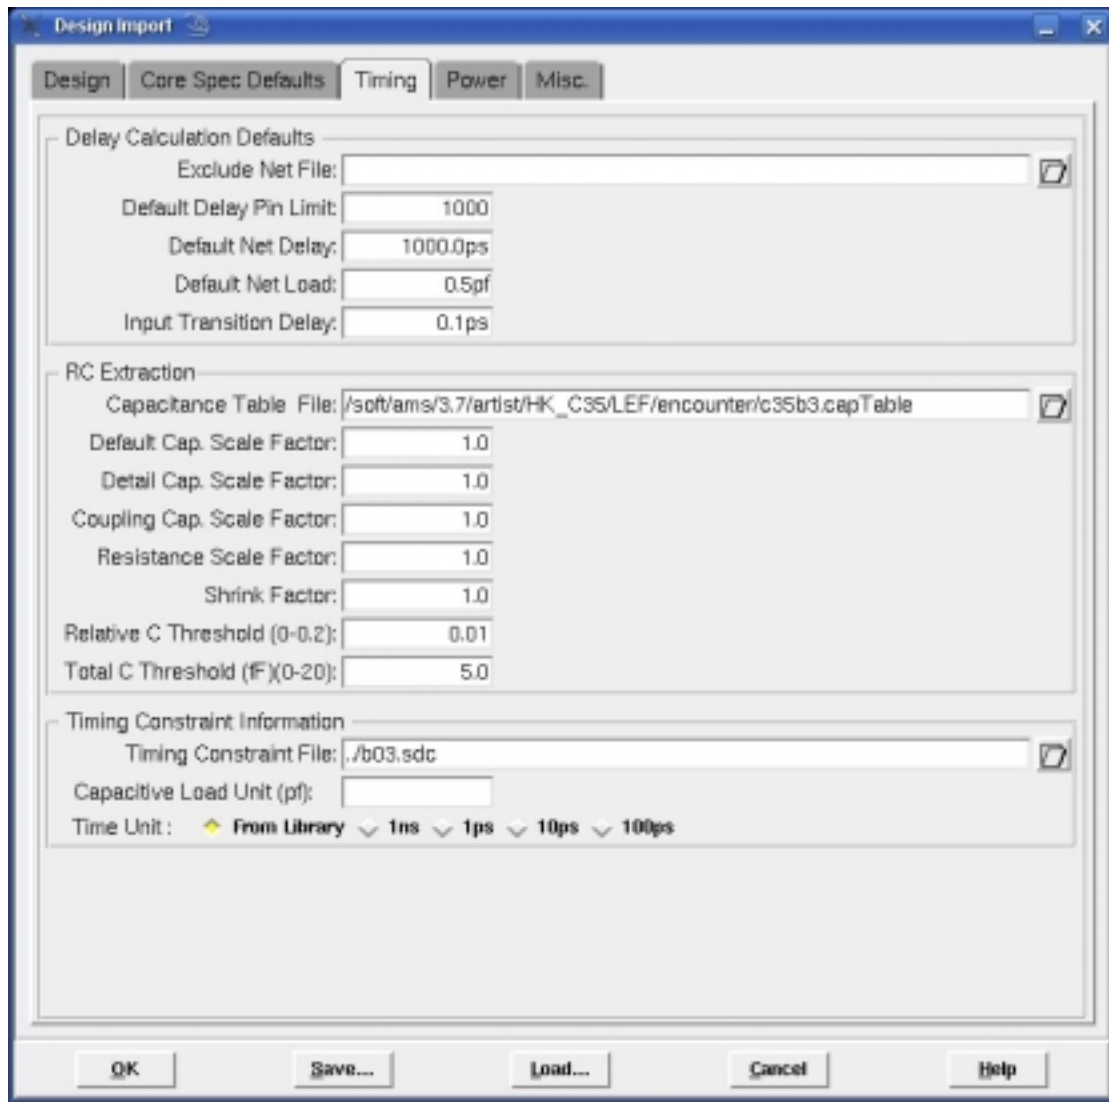 Design Import
Design Core Spec Defaults Timing Power Misc.
Delay Calculation Defaults
Exclude Net File:
Default Delay Pin Limit: 1000
Default Net Delay: 1000.0ps
Default Net Load: 0.5pf
Input Transition Delay: 0.1ps
RC Extraction
Capacitance Table File: /soft/ams/3.7/artist/HK_C35/LEF/encounter/c35b3.capTable
Default Cap. Scale Factor: 1.0
Detail Cap. Scale Factor: 1.0
Coupling Cap. Scale Factor: 1.0
Resistance Scale Factor: 1.0
Shrink Factor: 1.0
Relative C Threshold (0-0.2): 0.01
Total C Threshold (fF)(0-20): 5.0
Timing Constraint Information
Timing Constraint File: ./b03.sdc
Capacitive Load Unit (pf):
Time Unit : From Library 1ns 1ps 10ps 100ps
OK Save... Load... Cancel Help